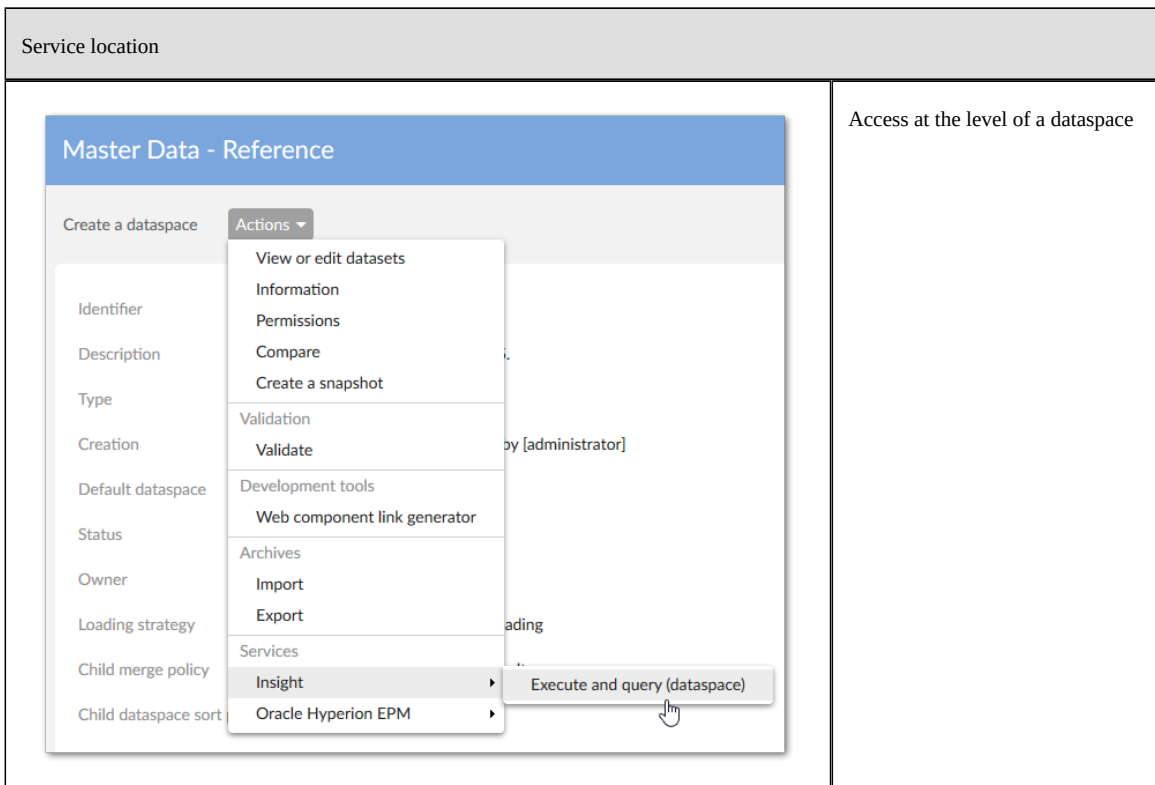 Service location
Access at the level of a dataspace
Master Data - Reference
Create a dataspace Actions
View or edit datasets
Information
Identifier
Permissions
Description
Compare
Create a snapshot
Type
Validation
Creation
Validate
by [administrator]
Default dataspace
Development tools
Web component link generator
Status
Archives
Owner
Import
Export
Loading strategy
ading
Services
Child merge policy
Insight
Execute and query (dataspace)
Child dataspace sort
Oracle Hyperion EPM